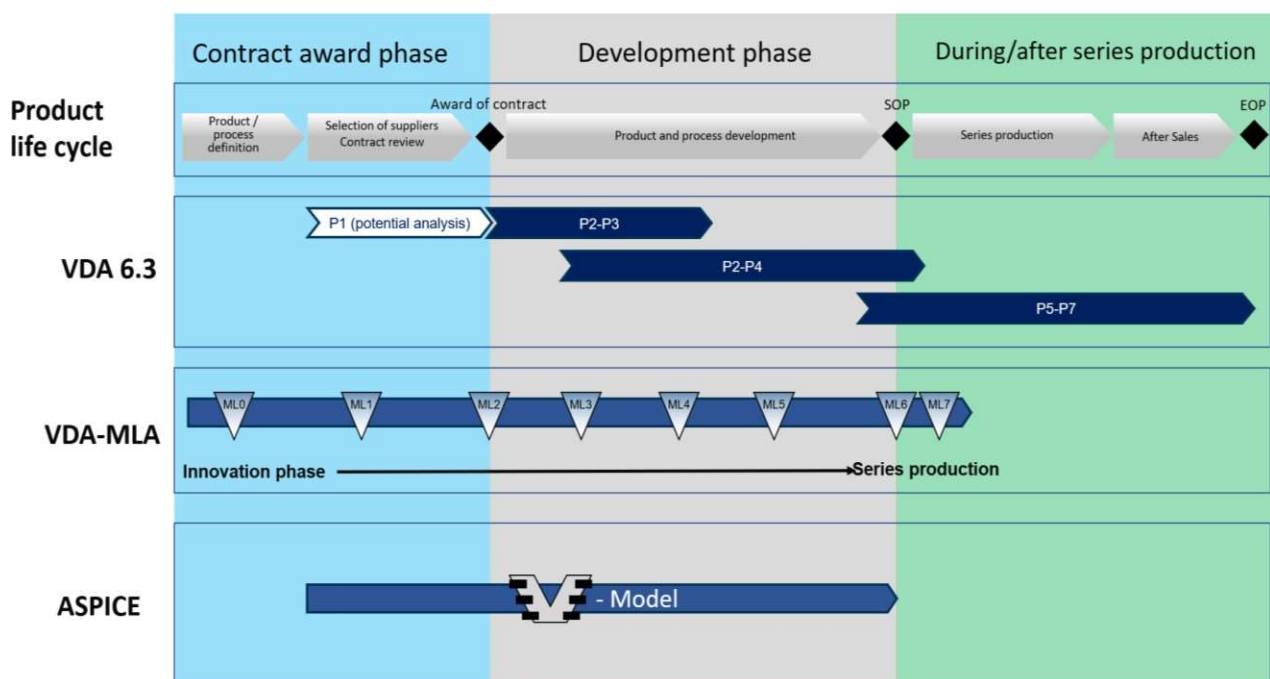 Contract award phase
Development phase
During/after series production
Product
life cycle
Award of contract
SOP
EOP
Product /
process
definition
Selection of suppliers
Contract review
Product and process development
Series production
After Sales
VDA 6.3
P1 (potential analysis)
P2-P3
P2-P4
P5-P7
VDA-MLA
ML0
ML1
ML2
ML3
ML4
ML5
ML6
ML7
Innovation phase
Series production
ASPICE
V - Model